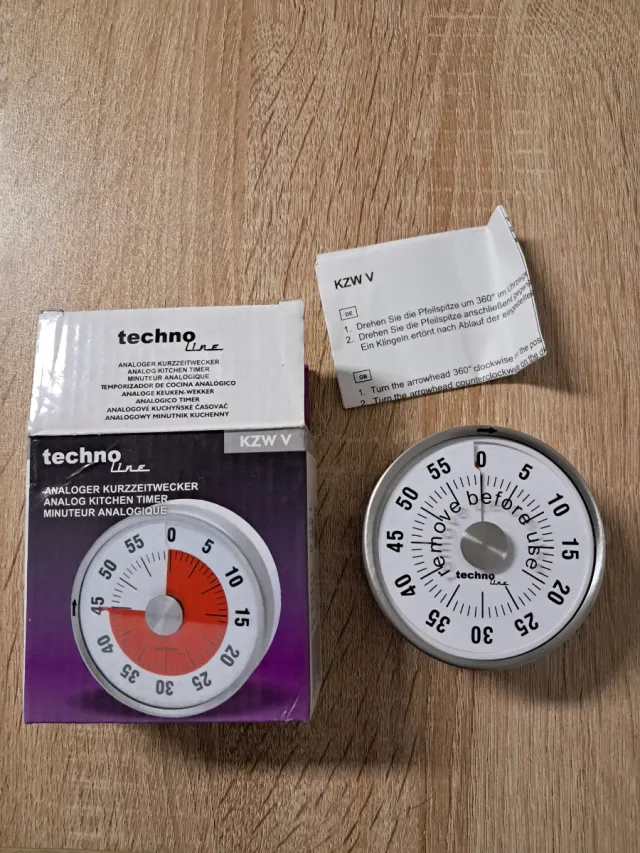 KZW V
DE
1. Drehen Sie die Pfeilspitze um 360° im
2. Drehen Sie die Pfeilspitze anschließend
Ein Klingeln ertönt nach Ablauf der
GB
1. Turn the arrowhead 360° clockwise
2. Turn the arrowhead counterclockwise
techno
line
ANALOGER KURZZEITWECKER
ANALOG KITCHEN TIMER
MINUTEUR ANALOGIQUE
TEMPORIZADOR DE COCINA ANALÓGICO
ANALOGE KEUKEN-WEKKER
ANALOGICO TIMER
ANALOGOVÉ KUCHYŇSKÉ ČASOVAČ
ANALOGOWY MINUTNIK KUCHENNY
KZW V
techno
line
ANALOGER KURZZEITWECKER
ANALOG KITCHEN TIMER
MINUTEUR ANALOGIQUE
0
5
10
15
20
25
30
35
40
45
50
55
0
5
10
15
20
25
30
35
40
45
50
55
remove before use
techno
line